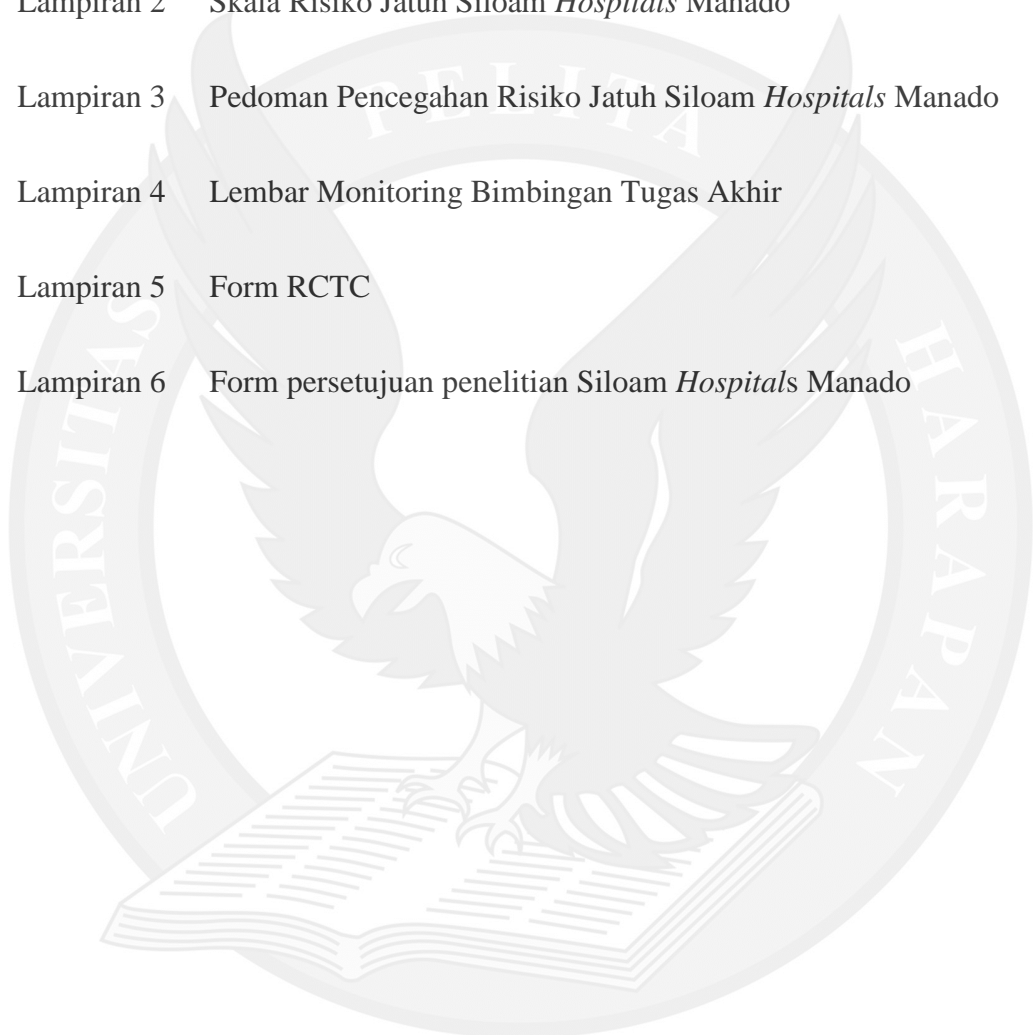 Lampiran 2 Skala Risiko Jatuh Siloam Hospitals Manado
Lampiran 3 Pedoman Pencegahan Risiko Jatuh Siloam Hospitals Manado
Lampiran 4 Lembar Monitoring Bimbingan Tugas Akhir
Lampiran 5 Form RCTC
Lampiran 6 Form persetujuan penelitian Siloam Hospitals Manado
UNIVERSITAS PELITA HARAPAN